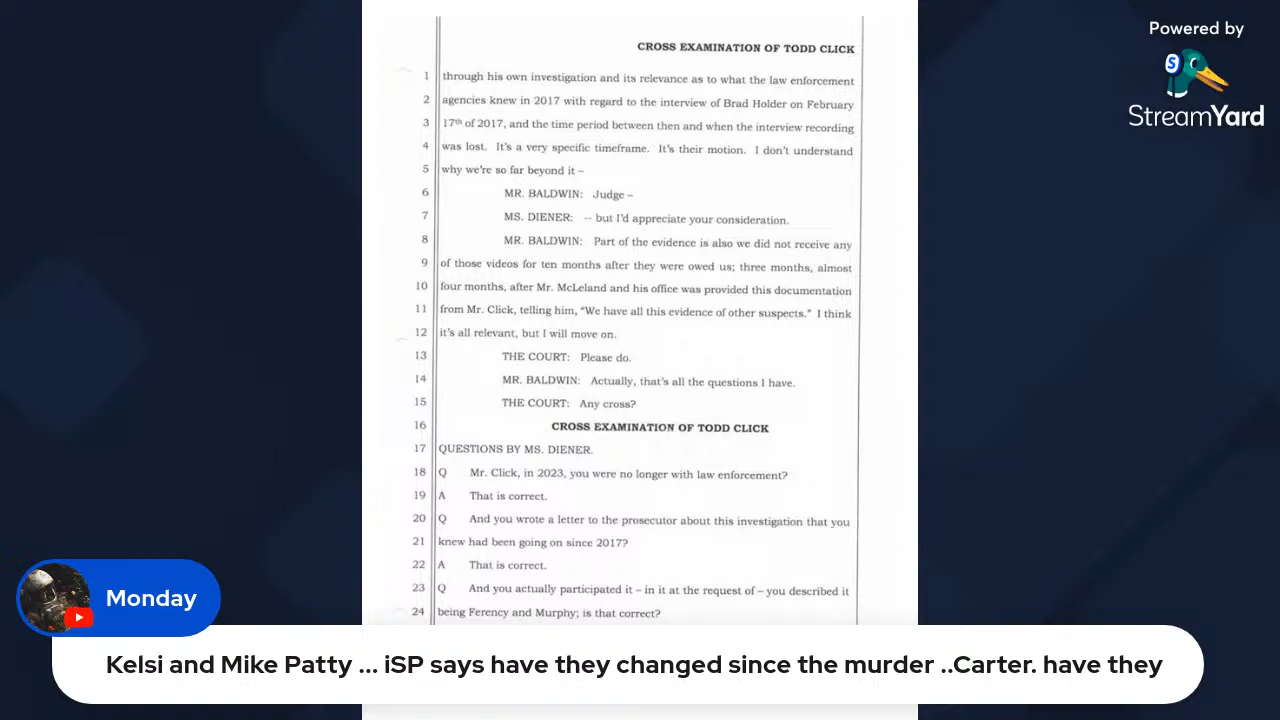 Powered by
StreamYard
CROSS EXAMINATION OF TODD CLICK
1 through his own investigation and its relevance as to what the law enforcement
2 agencies knew in 2017 with regard to the interview of Brad Holder on February
3 17th of 2017, and the time period between then and when the interview recording
4 was lost. It's a very specific timeframe. It's their motion. I don't understand
5 why we're so far beyond it –
6 MR. BALDWIN: Judge –
7 MS. DIENER: -- but I'd appreciate your consideration.
8 MR. BALDWIN: Part of the evidence is also we did not receive any
9 of those videos for ten months after they were owed us; three months, almost
10 four months, after Mr. McLeland and his office was provided this documentation
11 from Mr. Click, telling him, "We have all this evidence of other suspects." I think
12 it's all relevant, but I will move on.
13 THE COURT: Please do.
14 MR. BALDWIN: Actually, that's all the questions I have.
15 THE COURT: Any cross?
16 CROSS EXAMINATION OF TODD CLICK
17 QUESTIONS BY MS. DIENER.
18 Q Mr. Click, in 2023, you were no longer with law enforcement?
19 A That is correct.
20 Q And you wrote a letter to the prosecutor about this investigation that you
21 knew had been going on since 2017?
22 A That is correct.
23 Q And you actually participated it – in it at the request of – you described it
24 being Ferency and Murphy; is that correct?
Monday
Kelsi and Mike Patty ... iSP says have they changed since the murder ..Carter. have they